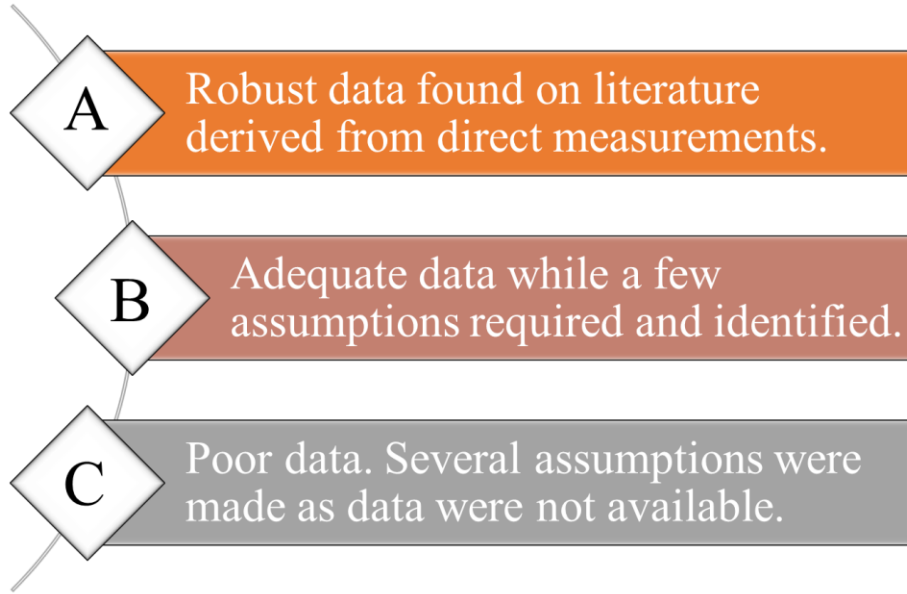 A
Robust data found on literature
derived from direct measurements.
B
Adequate data while a few
assumptions required and identified.
C
Poor data. Several assumptions were
made as data were not available.